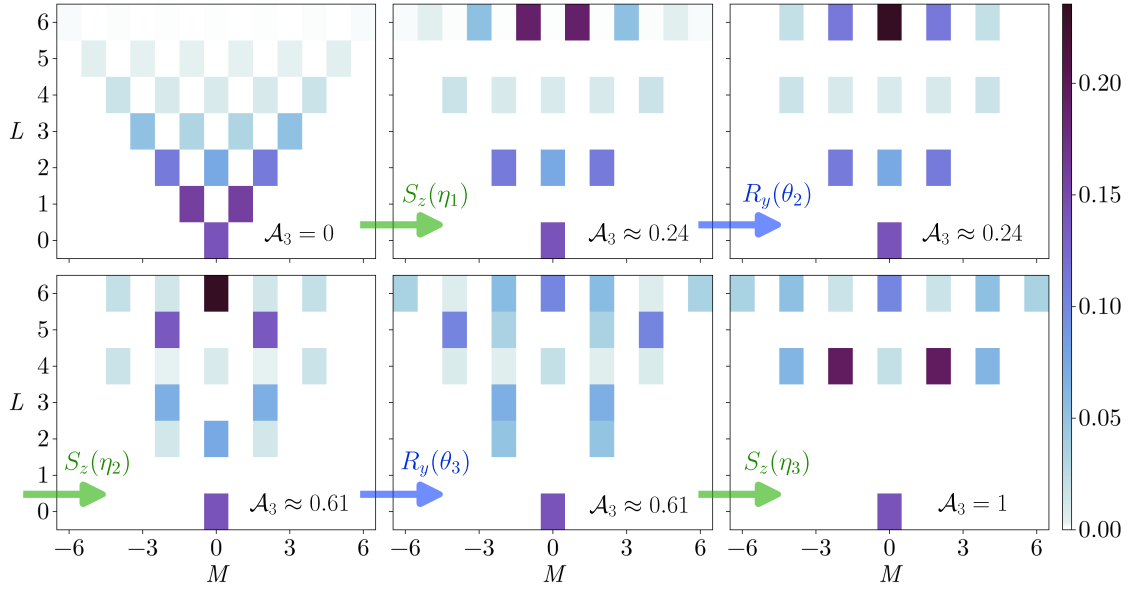 6
5
4
L 3
2
1
0
𝒜₃ = 0
S_z(η₁)
𝒜₃ ≈ 0.24
R_y(θ₂)
𝒜₃ ≈ 0.24
0.20
0.15
0.10
0.05
0.00
6
5
4
L 3
2
1
0
S_z(η₂)
𝒜₃ ≈ 0.61
R_y(θ₃)
𝒜₃ ≈ 0.61
S_z(η₃)
𝒜₃ = 1
−6 −3 0 3 6
M
−6 −3 0 3 6
M
−6 −3 0 3 6
M